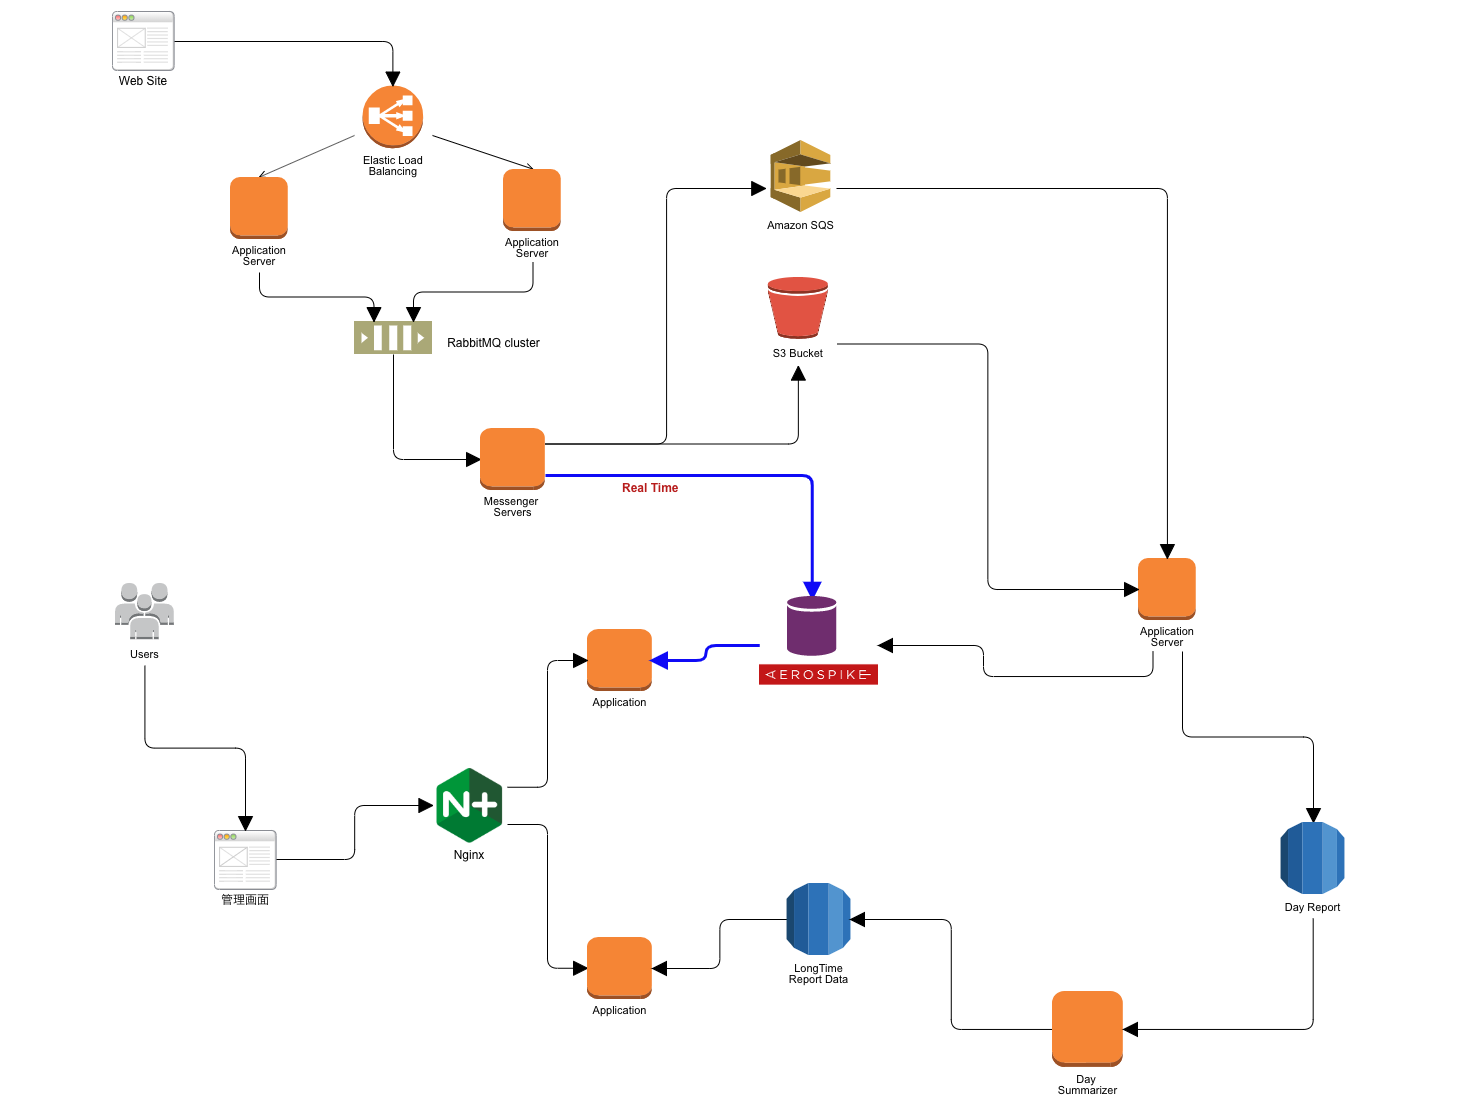 Web Site
Elastic Load
Balancing
Application
Server
Application
Server
Amazon SQS
RabbitMQ cluster
S3 Bucket
Messenger
Servers
Real Time
Users
Application
Server
AEROSPIKE
Application
N+
Nginx
管理画面
Day Report
LongTime
Report Data
Application
Day
Summarizer